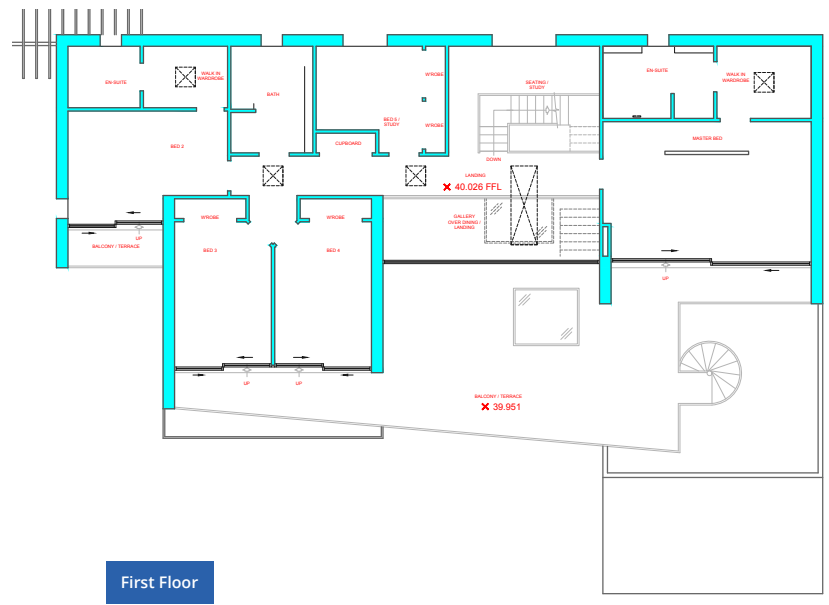 EN-SUITE
WALK IN
WARDROBE
BATH
W'ROBE
BED 5 /
STUDY
W'ROBE
CUPBOARD
SEATING /
STUDY
DOWN
EN-SUITE
WALK IN
WARDROBE
MASTER BED
BED 2
LANDING
40.026 FFL
GALLERY
OVER DINING /
LANDING
W'ROBE
W'ROBE
BED 3
BED 4
UP
BALCONY / TERRACE
UP
UP
UP
BALCONY / TERRACE
39.951
First Floor